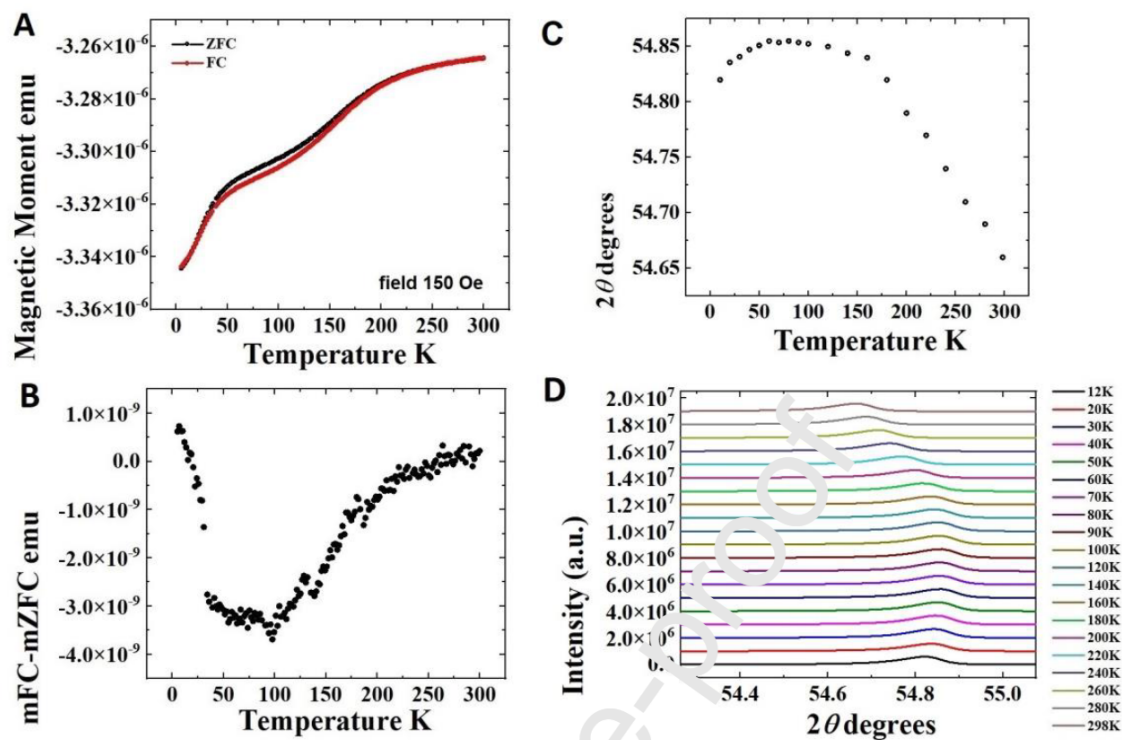 A
Magnetic Moment emu
-3.26×10⁻⁶
-3.28×10⁻⁶
-3.30×10⁻⁶
-3.32×10⁻⁶
-3.34×10⁻⁶
-3.36×10⁻⁶
ZFC
FC
field 150 Oe
0 50 100 150 200 250 300
Temperature K
C
2θ degrees
54.85
54.80
54.75
54.70
54.65
0 50 100 150 200 250 300
Temperature K
B
mFC-mZFC emu
1.0×10⁻⁹
0.0
-1.0×10⁻⁹
-2.0×10⁻⁹
-3.0×10⁻⁹
-4.0×10⁻⁹
0 50 100 150 200 250 300
Temperature K
D
Intensity (a.u.)
2.0×10⁷
1.8×10⁷
1.6×10⁷
1.4×10⁷
1.2×10⁷
1.0×10⁷
8.0×10⁶
6.0×10⁶
4.0×10⁶
2.0×10⁶
0.0
54.4 54.6 54.8 55.0
2θ degrees
12K
20K
30K
40K
50K
60K
70K
80K
90K
100K
120K
140K
160K
180K
200K
220K
240K
260K
280K
298K
e-proof